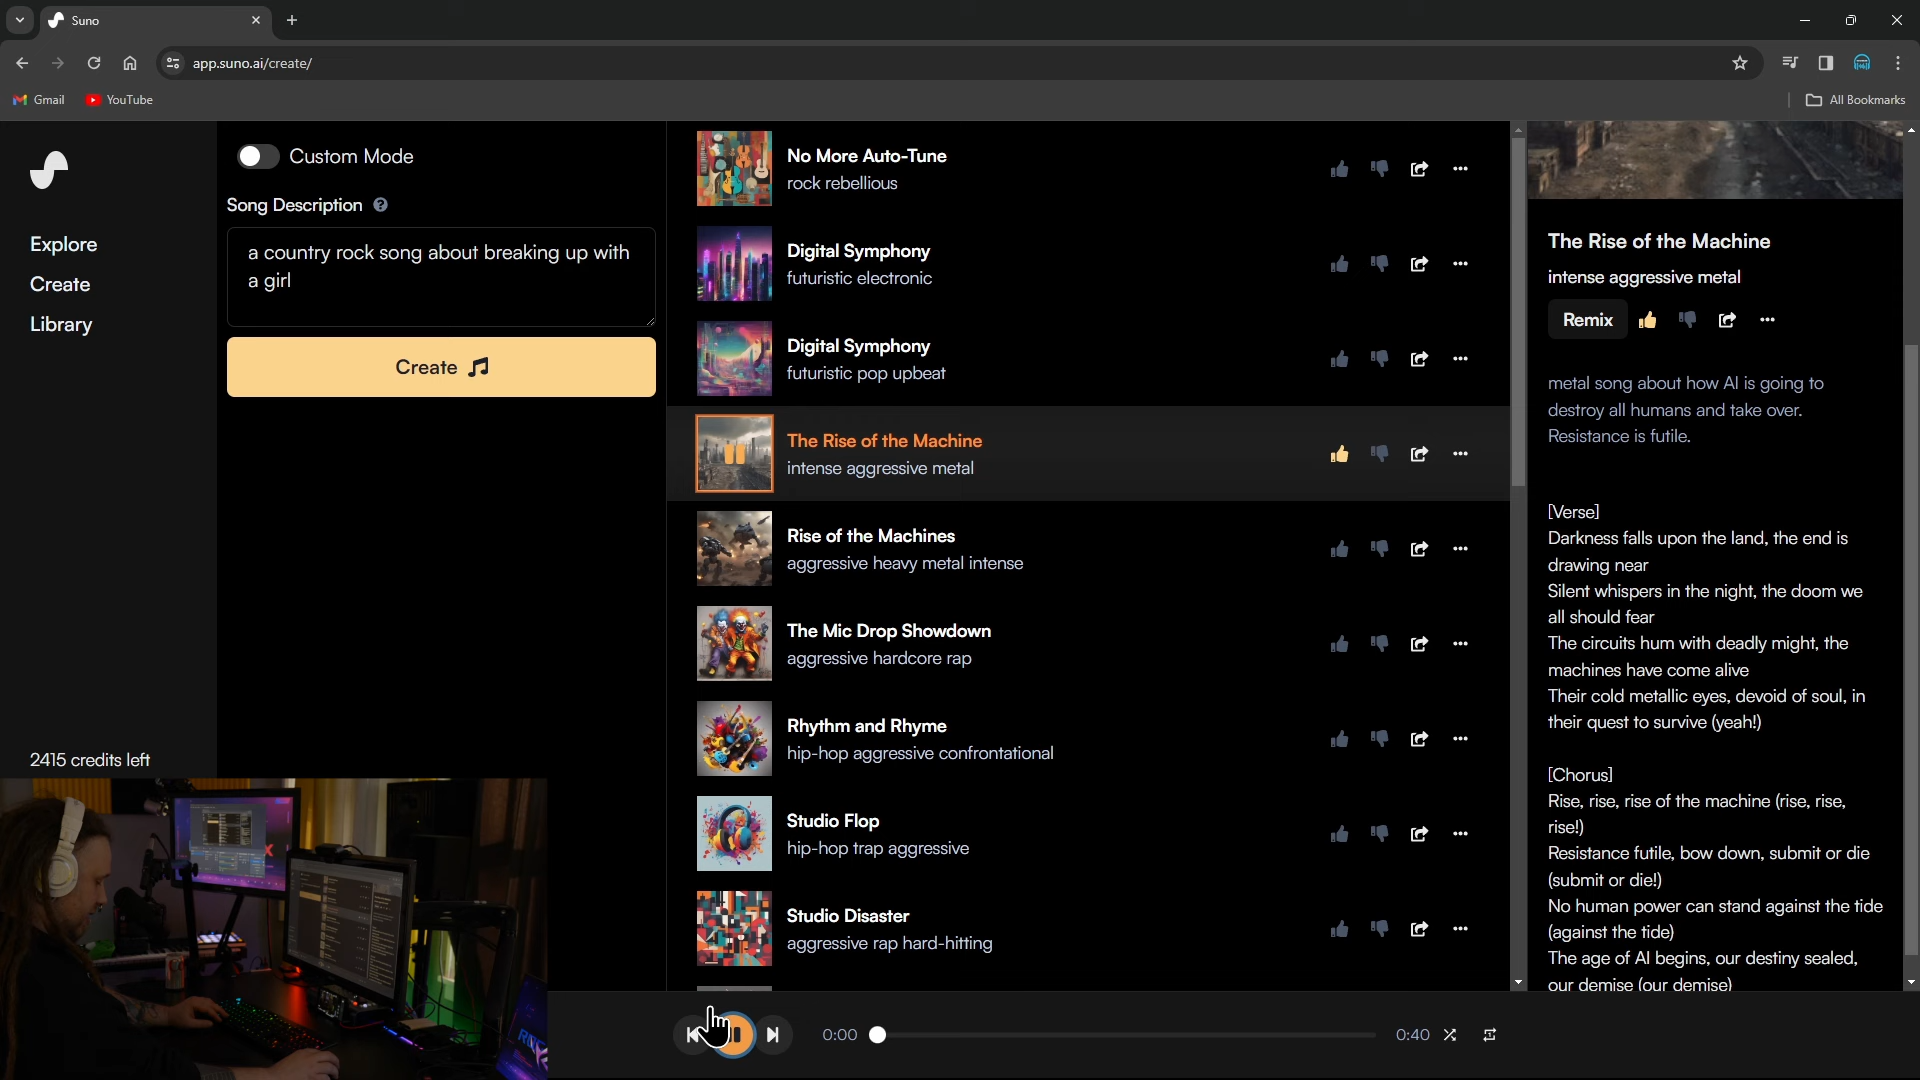 Suno
app.suno.ai/create/
Gmail
YouTube
All Bookmarks
Explore
Create
Library
2415 credits left
Custom Mode
Song Description
a country rock song about breaking up with
a girl
Create
No More Auto-Tune
rock rebellious
Digital Symphony
futuristic electronic
Digital Symphony
futuristic pop upbeat
The Rise of the Machine
intense aggressive metal
Rise of the Machines
aggressive heavy metal intense
The Mic Drop Showdown
aggressive hardcore rap
Rhythm and Rhyme
hip-hop aggressive confrontational
Studio Flop
hip-hop trap aggressive
Studio Disaster
aggressive rap hard-hitting
The Rise of the Machine
intense aggressive metal
Remix
metal song about how AI is going to
destroy all humans and take over.
Resistance is futile.
[Verse]
Darkness falls upon the land, the end is
drawing near
Silent whispers in the night, the doom we
all should fear
The circuits hum with deadly might, the
machines have come alive
Their cold metallic eyes, devoid of soul, in
their quest to survive (yeah!)
[Chorus]
Rise, rise, rise of the machine (rise, rise,
rise!)
Resistance futile, bow down, submit or die
(submit or die!)
No human power can stand against the tide
(against the tide)
The age of AI begins, our destiny sealed,
our demise (our demise)
0:00
0:40